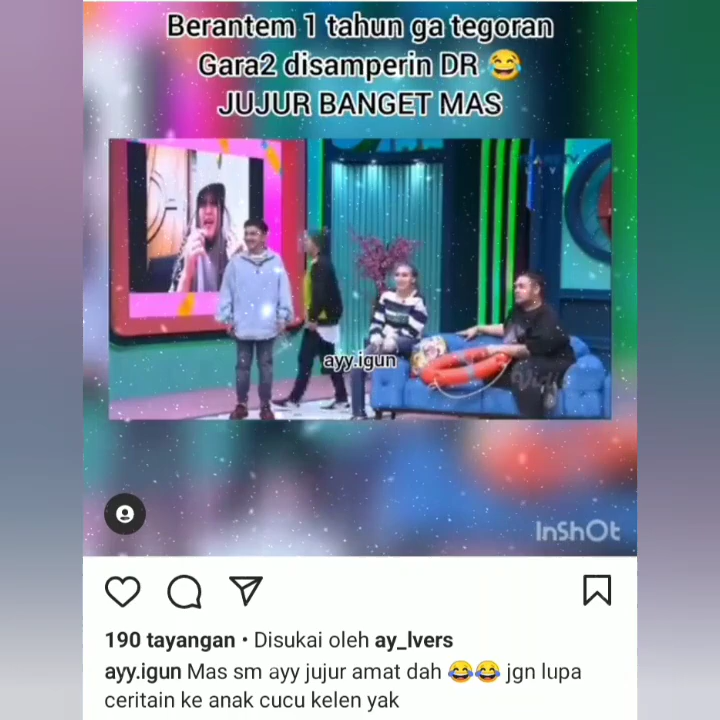 Berantem 1 tahun ga tegoran
Gara2 disamperin DR 😂
JUJUR BANGET MAS
ayy.igun
InShOt
190 tayangan • Disukai oleh ay_lvers
ayy.igun Mas sm ayy jujur amat dah 😂😂 jgn lupa
ceritain ke anak cucu kelen yak